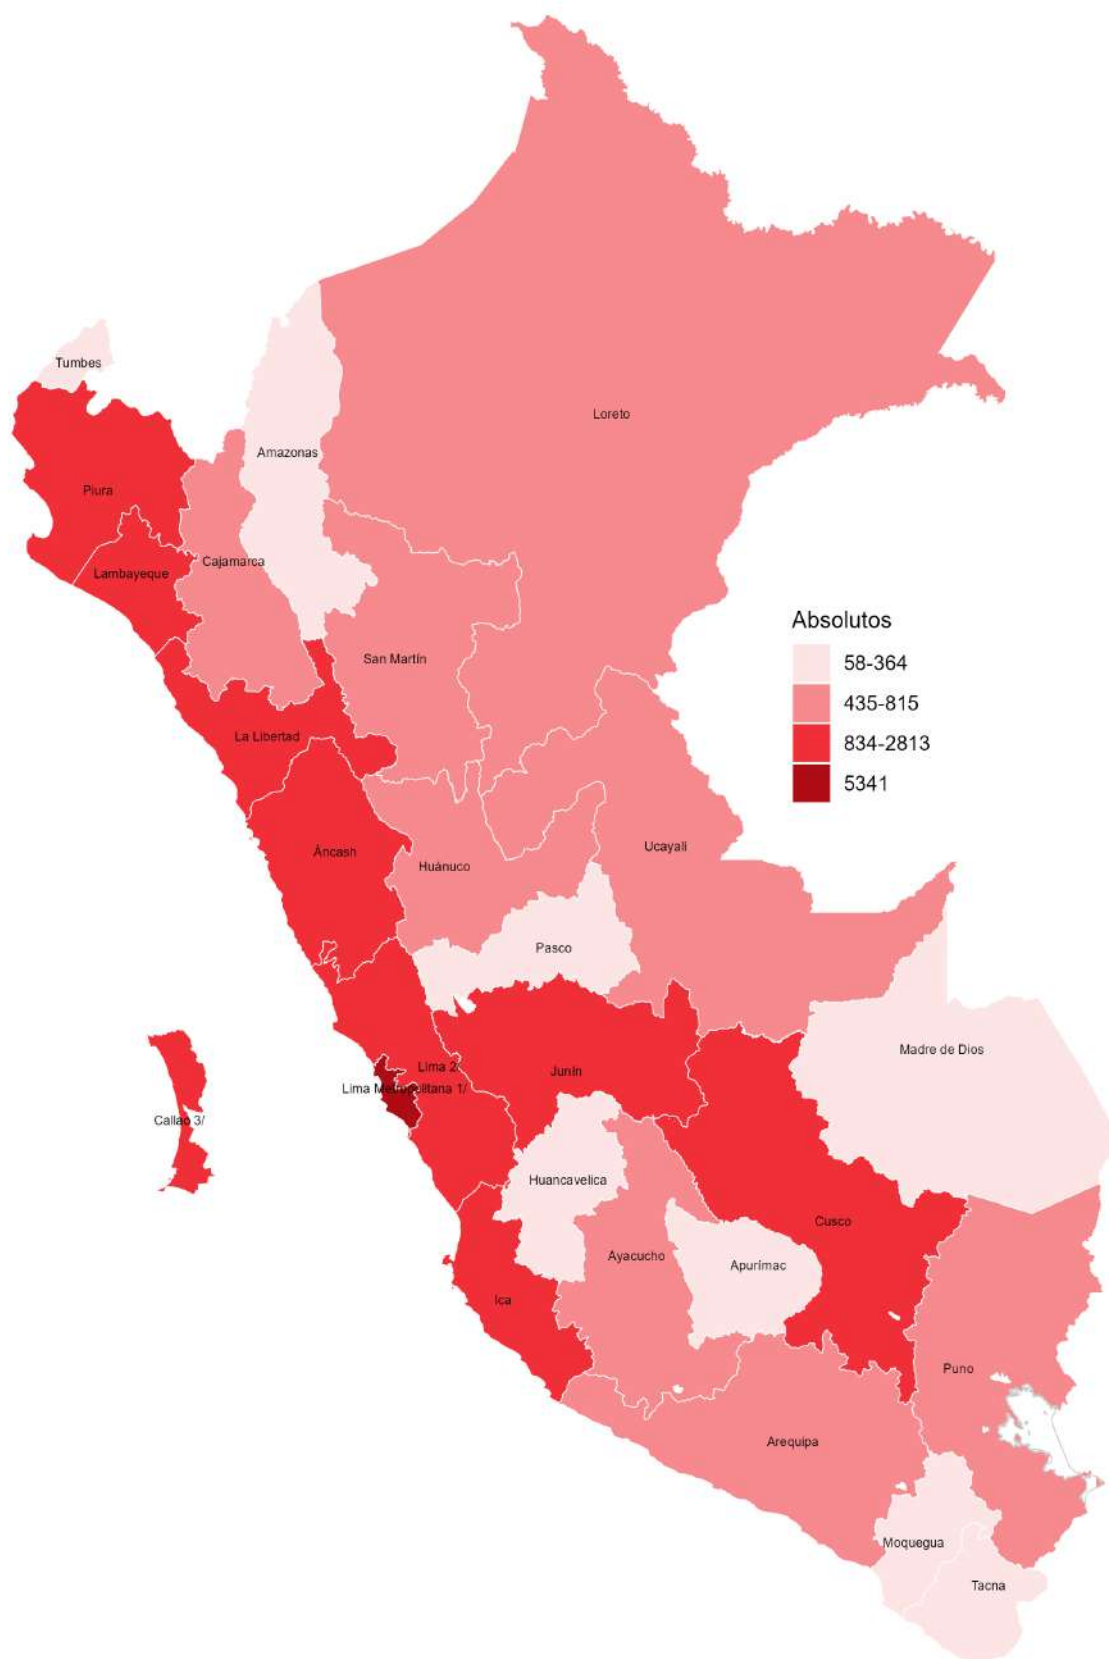 Tumbes
Loreto
Amazonas
Piura
Cajamarca
Lambayeque
Absolutos
58-364
435-815
834-2813
5341
San Martín
La Libertad
Áncash
Ucayali
Huánuco
Pasco
Madre de Dios
Lima 2/
Junín
Lima Metropolitana 1/
Callao 3/
Huancavelica
Cusco
Ayacucho
Apurímac
Ica
Puno
Arequipa
Moquegua
Tacna